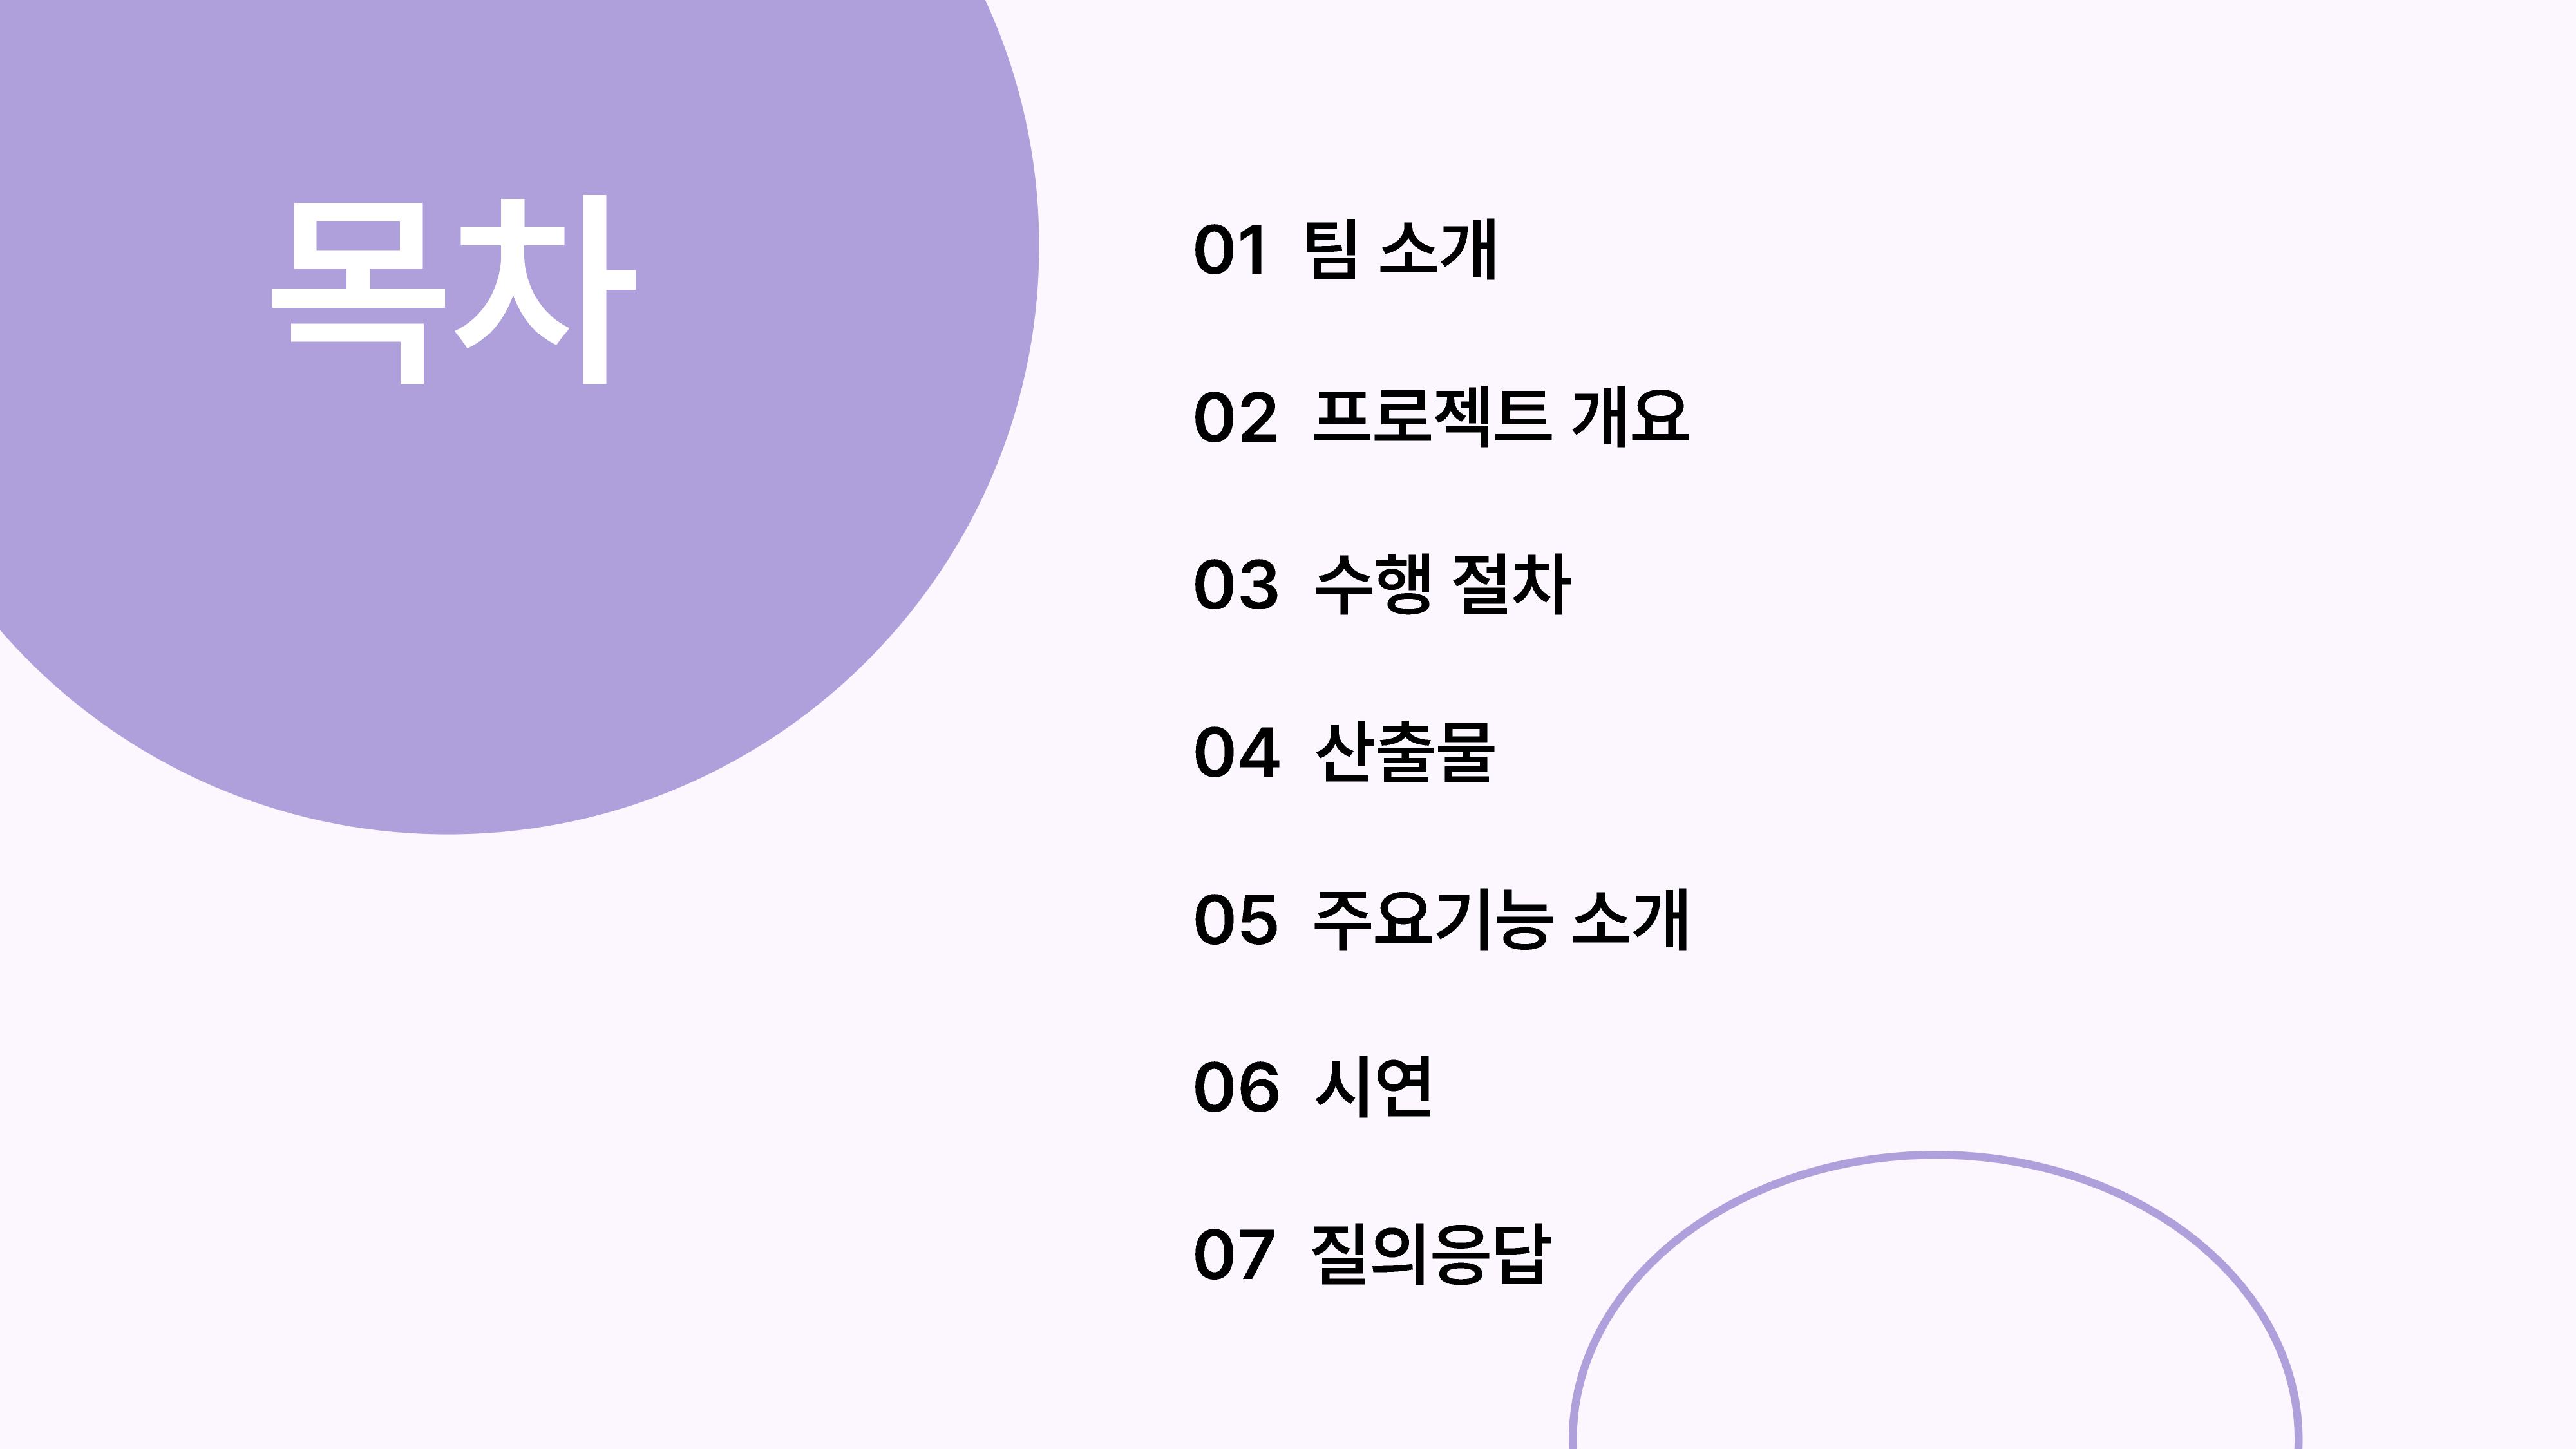 목차
01 팀 소개
02 프로젝트 개요
03 수행 절차
04 산출물
05 주요기능 소개
06 시연
07 질의응답